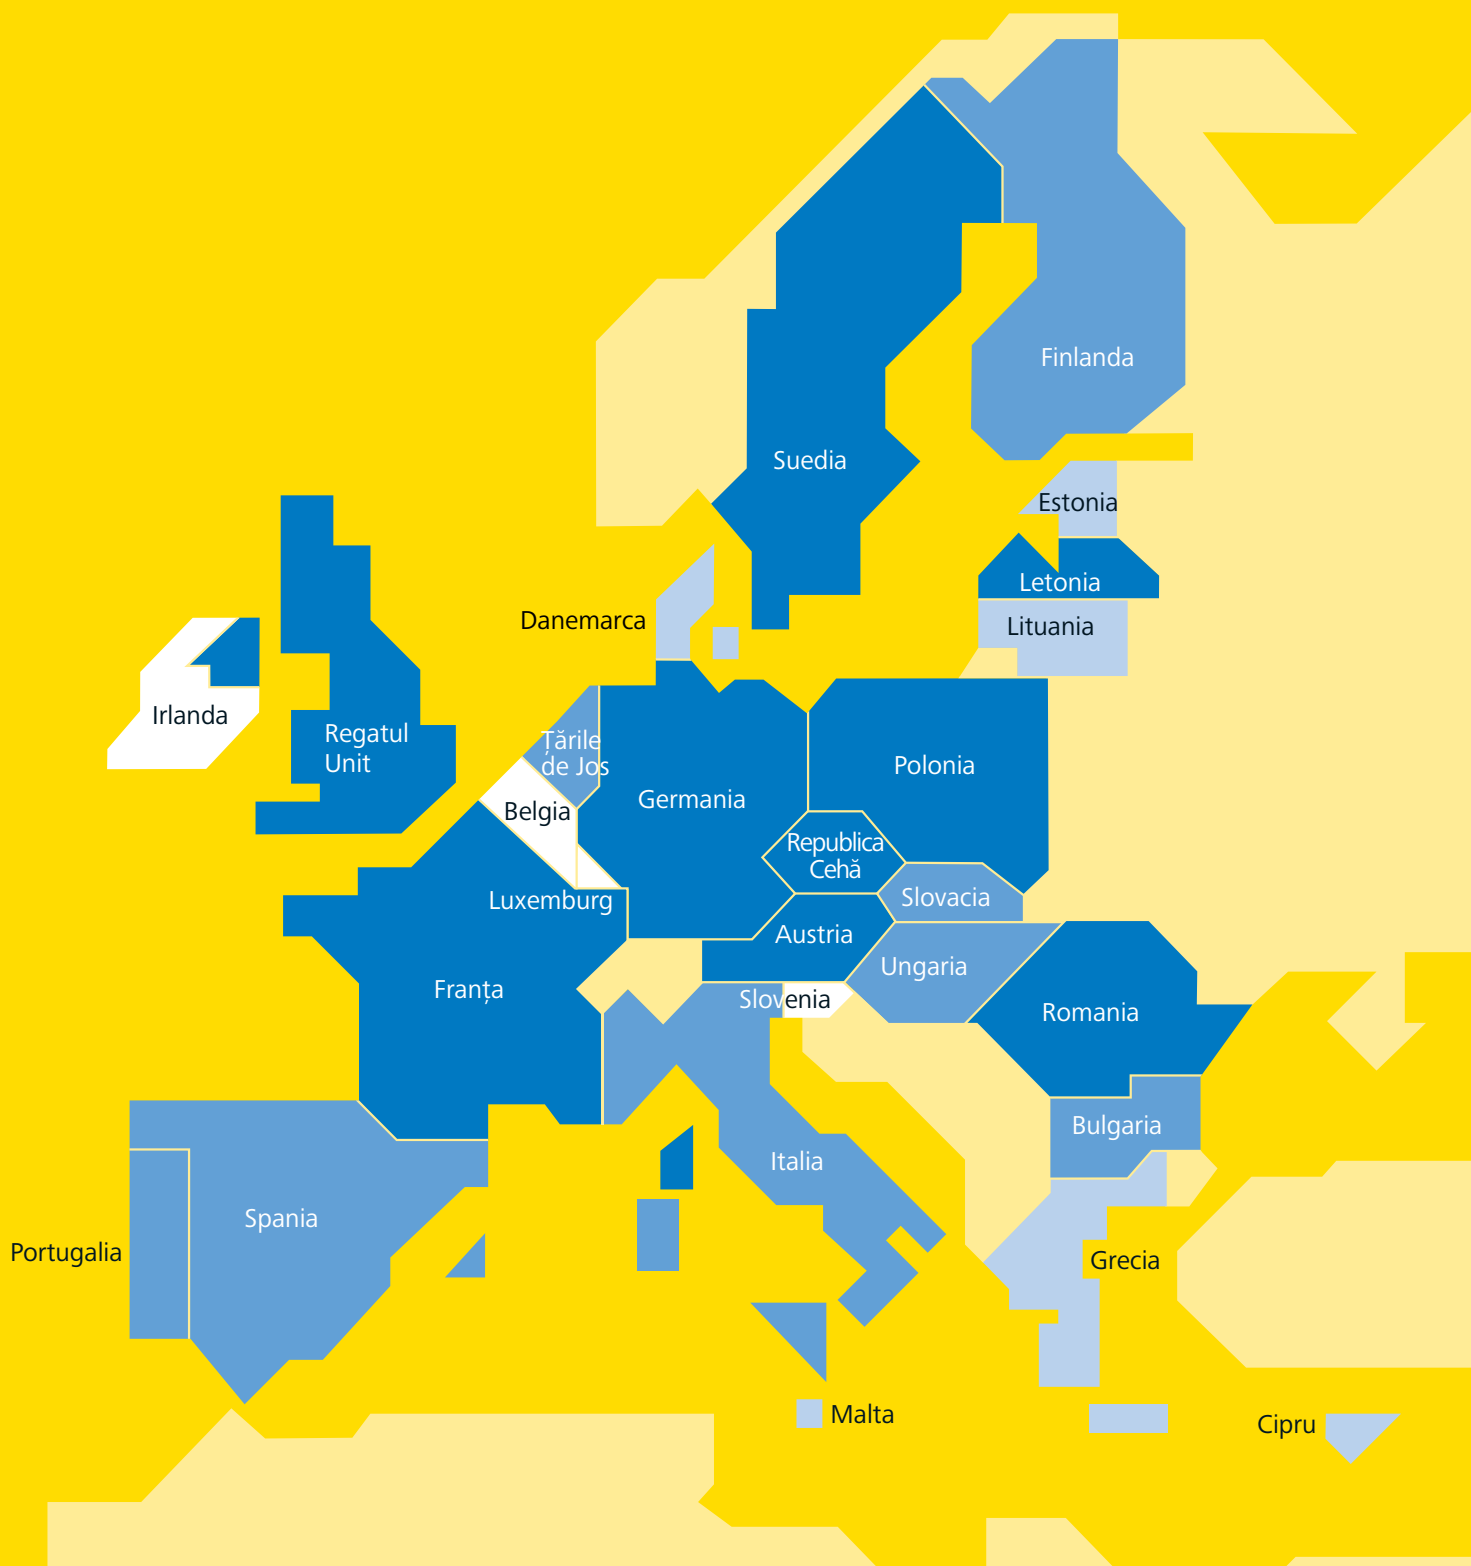 Finlanda
Suedia
Estonia
Letonia
Danemarca
Lituania
Irlanda
Regatul
Unit
Țările
de Jos
Polonia
Germania
Belgia
Republica
Cehă
Slovacia
Luxemburg
Austria
Ungaria
Franța
Slovenia
Romania
Bulgaria
Italia
Spania
Portugalia
Grecia
Malta
Cipru